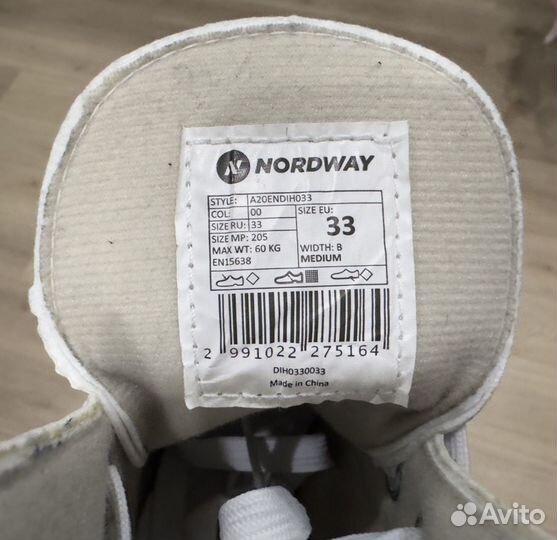 NORDWAY
STYLE: A20ENDIH033
COL: 00
SIZE RU: 33
SIZE MP: 205
MAX WT: 60 KG
EN15638
SIZE EU:
33
WIDTH: B
MEDIUM
2 991022 275164
DIH0330033
Made in China
Avito